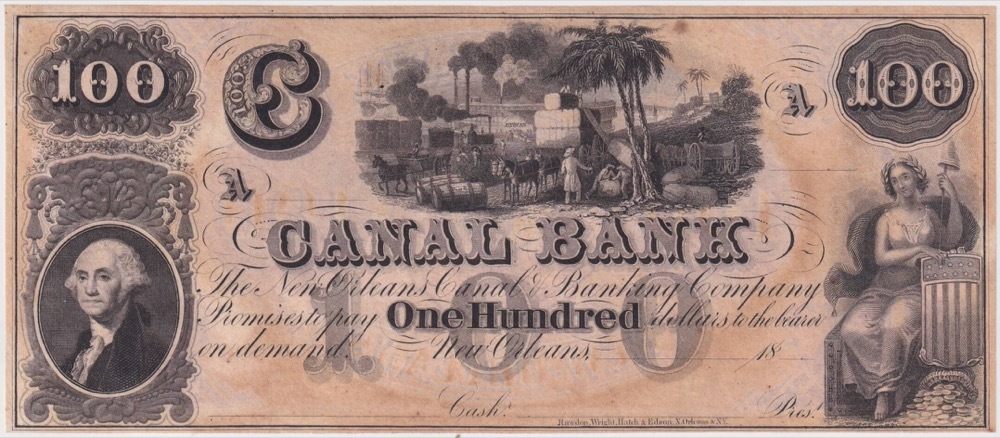 100
C
100
100
A
A
CANAL BANK
The New Orleans Canal & Banking Company
Promises to pay One Hundred dollars to the bearer
on demand. New Orleans, 18
100
Cash.r Pres.t
Rawdon, Wright, Hatch & Edson, N. Orleans & N.Y.